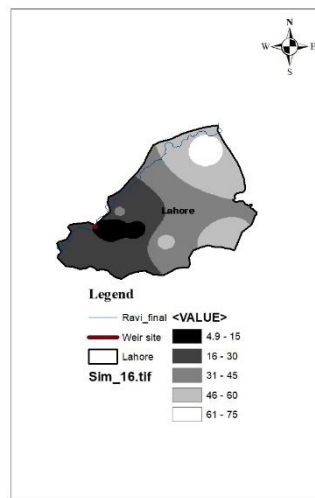 N
W E
S
Lahore
Legend
Ravi_final
Weir site
Lahore
Sim_16.tif
<VALUE>
4.9 - 15
16 - 30
31 - 45
46 - 60
61 - 75